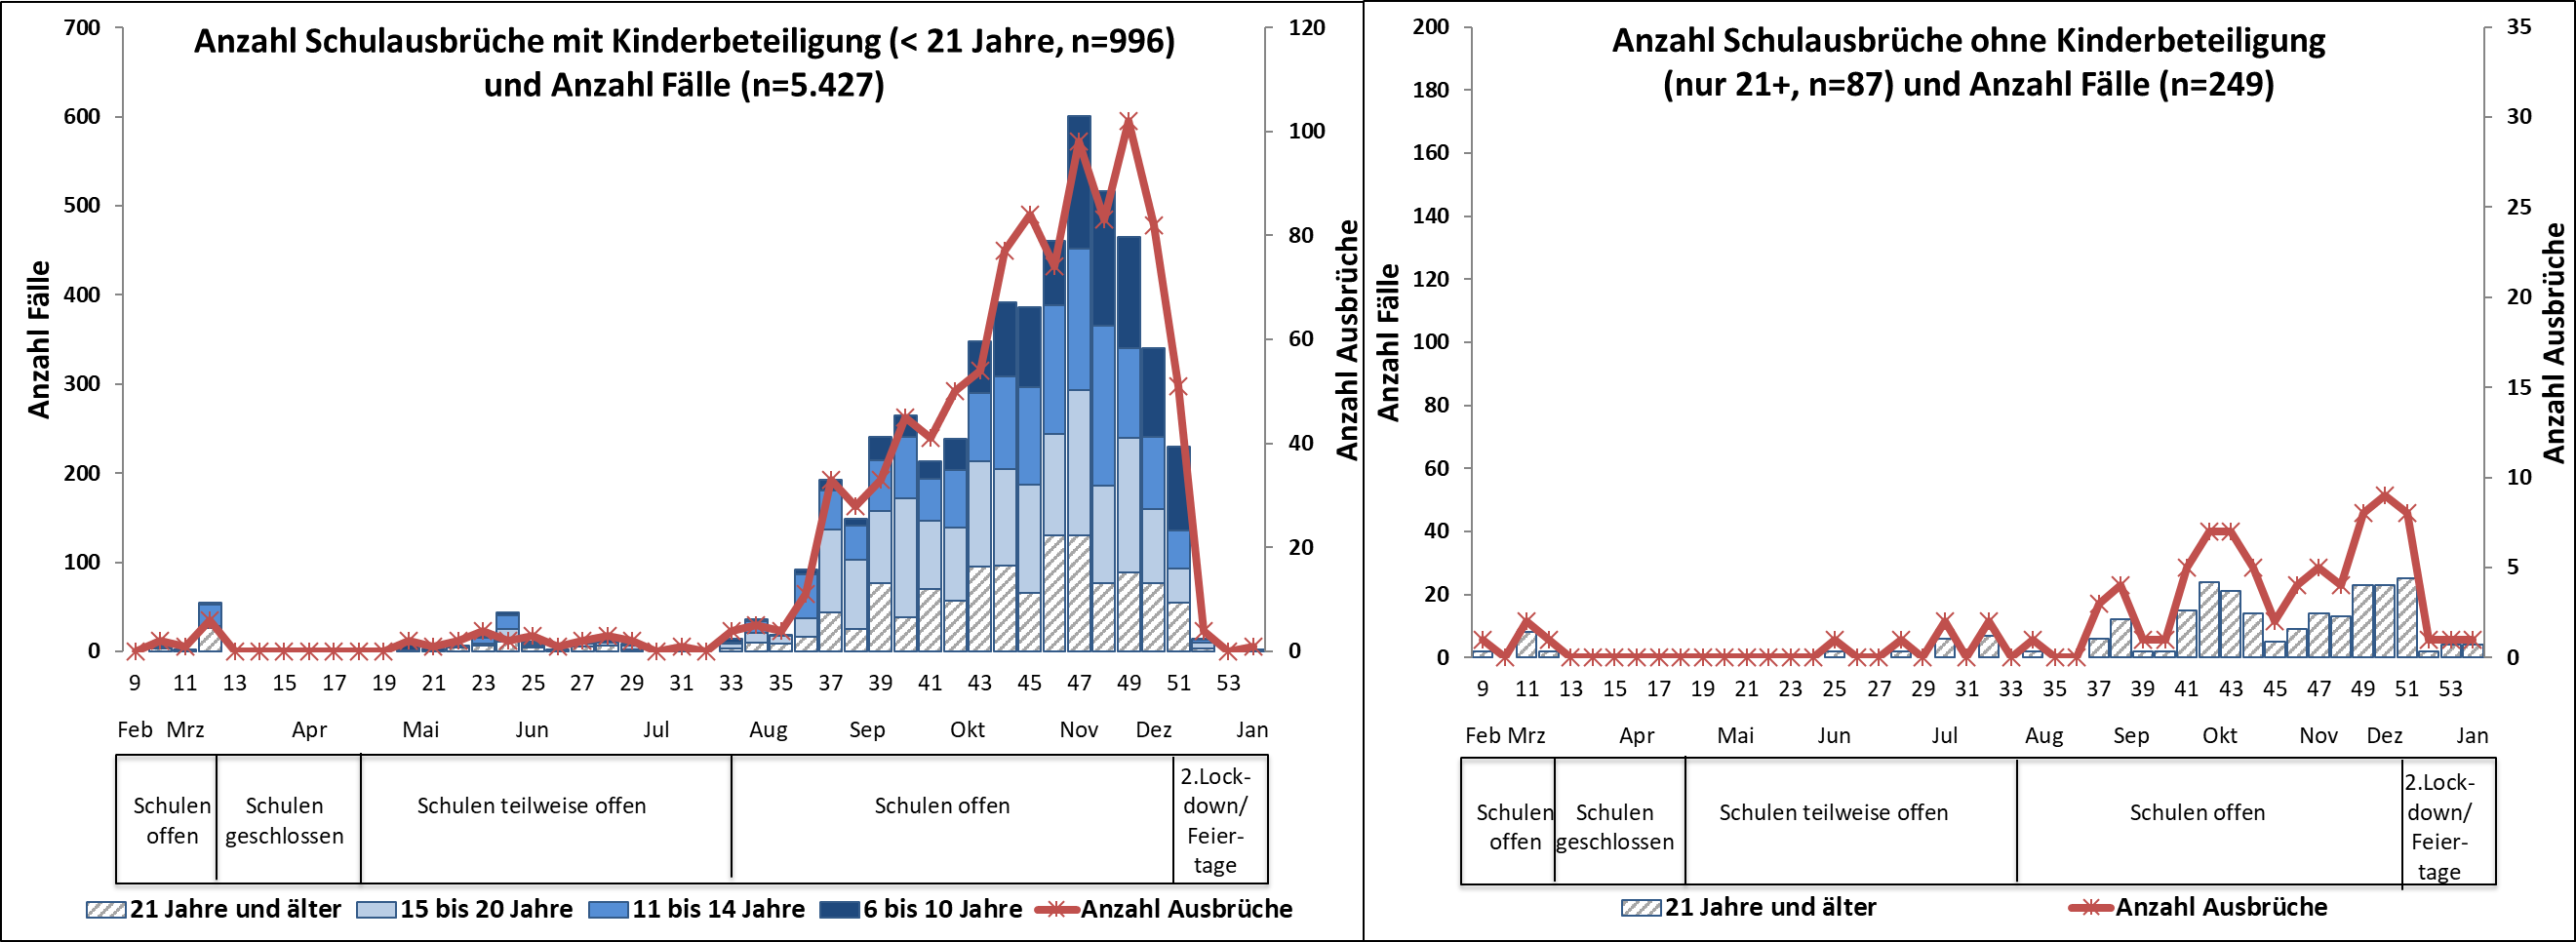 Anzahl Schulausbrüche mit Kinderbeteiligung (< 21 Jahre, n=996)
und Anzahl Fälle (n=5.427)
Anzahl Fälle
700
600
500
400
300
200
100
0
120
100
80
60
40
20
0
Anzahl Ausbrüche
9 11 13 15 17 19 21 23 25 27 29 31 33 35 37 39 41 43 45 47 49 51 53
Feb Mrz Apr Mai Jun Jul Aug Sep Okt Nov Dez Jan
Schulen
offen
Schulen
geschlossen
Schulen teilweise offen
Schulen offen
2.Lock-
down/
Feier-
tage
21 Jahre und älter 15 bis 20 Jahre 11 bis 14 Jahre 6 bis 10 Jahre Anzahl Ausbrüche
Anzahl Schulausbrüche ohne Kinderbeteiligung
(nur 21+, n=87) und Anzahl Fälle (n=249)
Anzahl Fälle
200
180
160
140
120
100
80
60
40
20
0
35
30
25
20
15
10
5
0
Anzahl Ausbrüche
9 11 13 15 17 19 21 23 25 27 29 31 33 35 37 39 41 43 45 47 49 51 53
Feb Mrz Apr Mai Jun Jul Aug Sep Okt Nov Dez Jan
Schulen
offen
Schulen
geschlossen
Schulen teilweise offen
Schulen offen
2.Lock-
down/
Feier-
tage
21 Jahre und älter Anzahl Ausbrüche